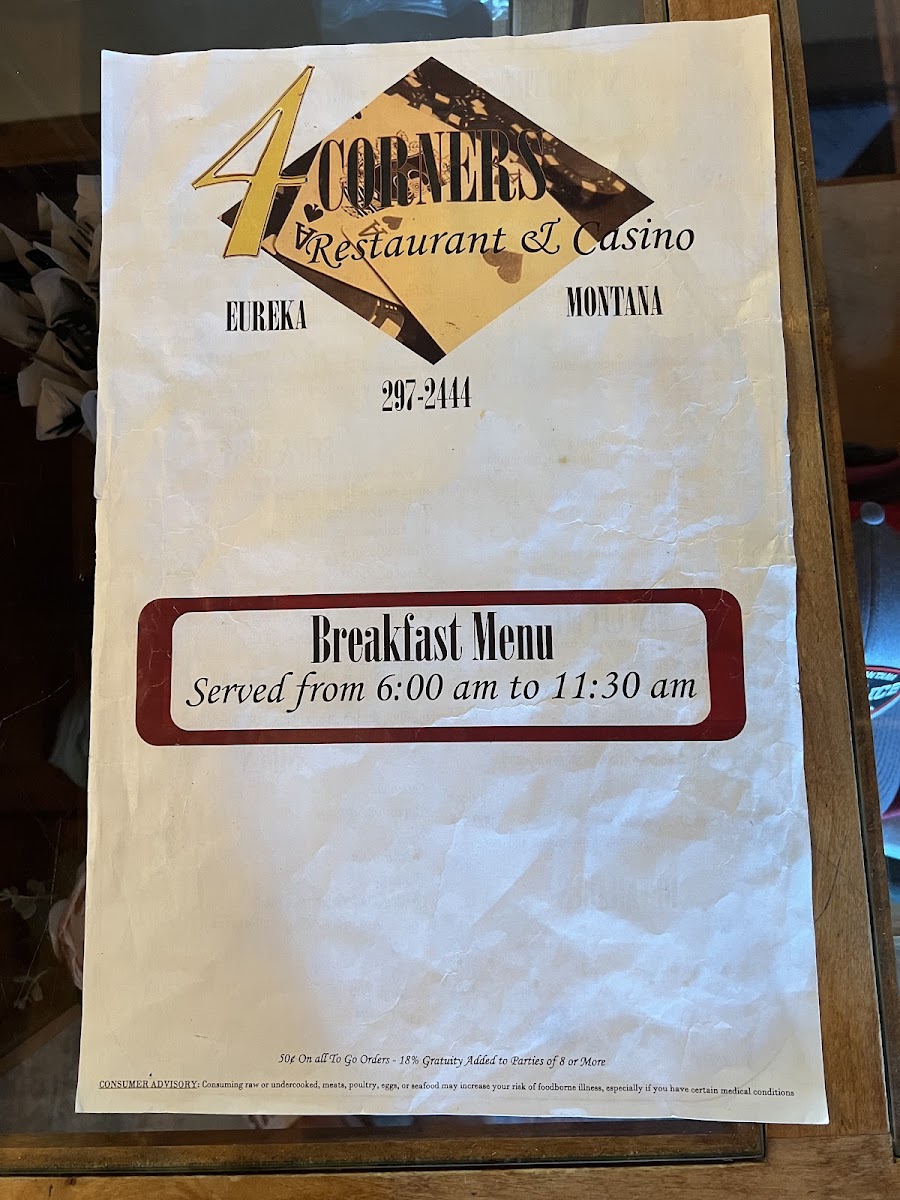 4 CORNERS
Restaurant & Casino
EUREKA
MONTANA
297-2444
Breakfast Menu
Served from 6:00 am to 11:30 am
50¢ On all To Go Orders - 18% Gratuity Added to Parties of 8 or More
CONSUMER ADVISORY: Consuming raw or undercooked, meats, poultry, eggs, or seafood may increase your risk of foodborne illness, especially if you have certain medical conditions